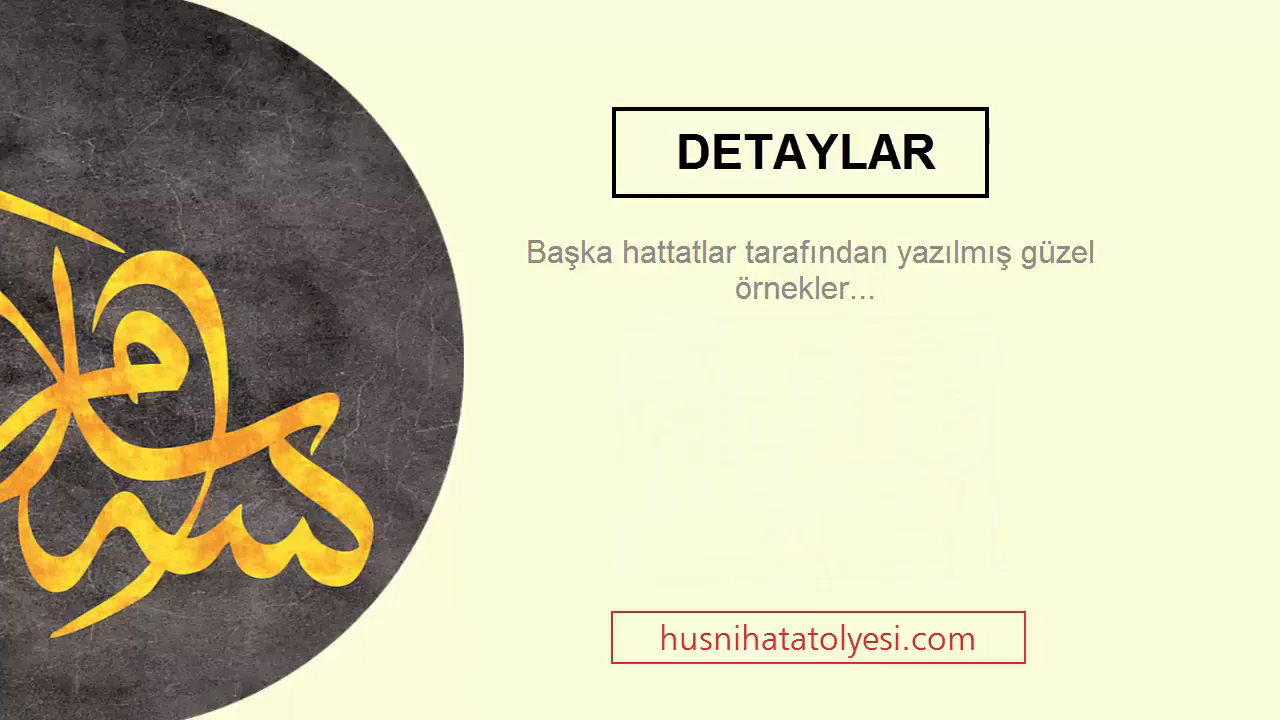 DETAYLAR
Başka hattatlar tarafından yazılmış güzel
örnekler...
husnihatatolyesi.com